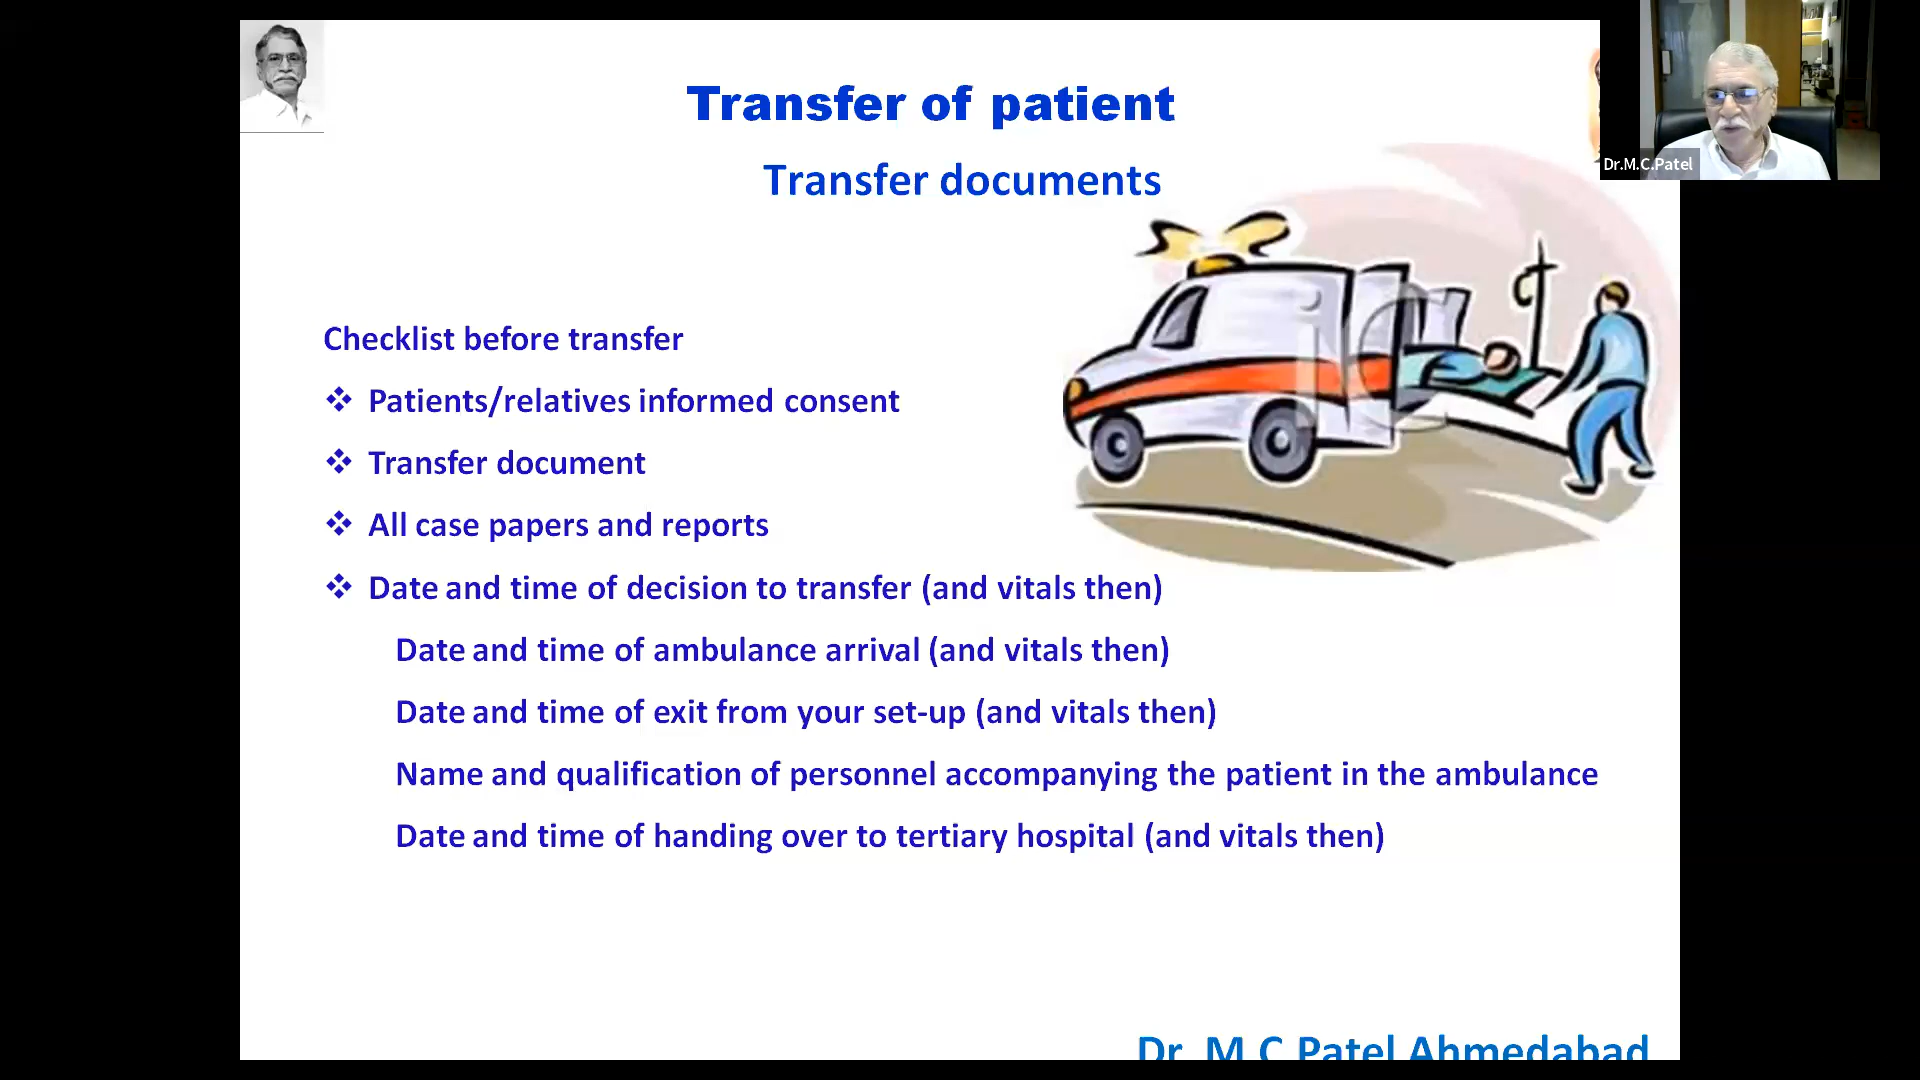 Transfer of patient
Transfer documents
Dr.M.C.Patel
Checklist before transfer
❖ Patients/relatives informed consent
❖ Transfer document
❖ All case papers and reports
❖ Date and time of decision to transfer (and vitals then)
Date and time of ambulance arrival (and vitals then)
Date and time of exit from your set-up (and vitals then)
Name and qualification of personnel accompanying the patient in the ambulance
Date and time of handing over to tertiary hospital (and vitals then)
Dr. M C Patel Ahmedabad